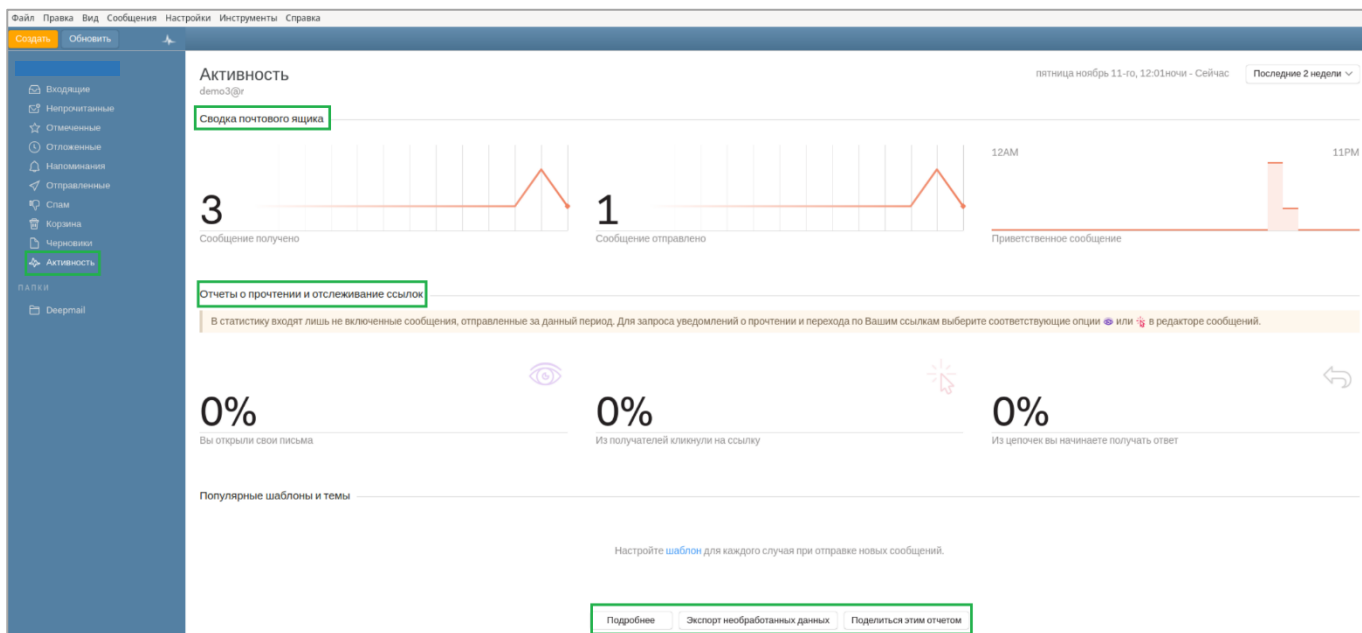 Файл Правка Вид Сообщения Настройки Инструменты Справка
Создать Обновить
Входящие
Непрочитанные
Отмеченные
Отложенные
Напоминания
Отправленные
Спам
Корзина
Черновики
Активность
ПАПКИ
Deepmail
Активность
demo3@r
пятница ноябрь 11-го, 12:01ночи - Сейчас Последние 2 недели
Сводка почтового ящика
3
Сообщение получено
1
Сообщение отправлено
12AM 11PM
Приветственное сообщение
Отчеты о прочтении и отслеживание ссылок
В статистику входят лишь не включенные сообщения, отправленные за данный период. Для запроса уведомлений о прочтении и перехода по Вашим ссылкам выберите соответствующие опции или в редакторе сообщений.
0%
Вы открыли свои письма
0%
Из получателей кликнули на ссылку
0%
Из цепочек вы начинаете получать ответ
Популярные шаблоны и темы
Настройте шаблон для каждого случая при отправке новых сообщений.
Подробнее Экспорт необработанных данных Поделиться этим отчетом